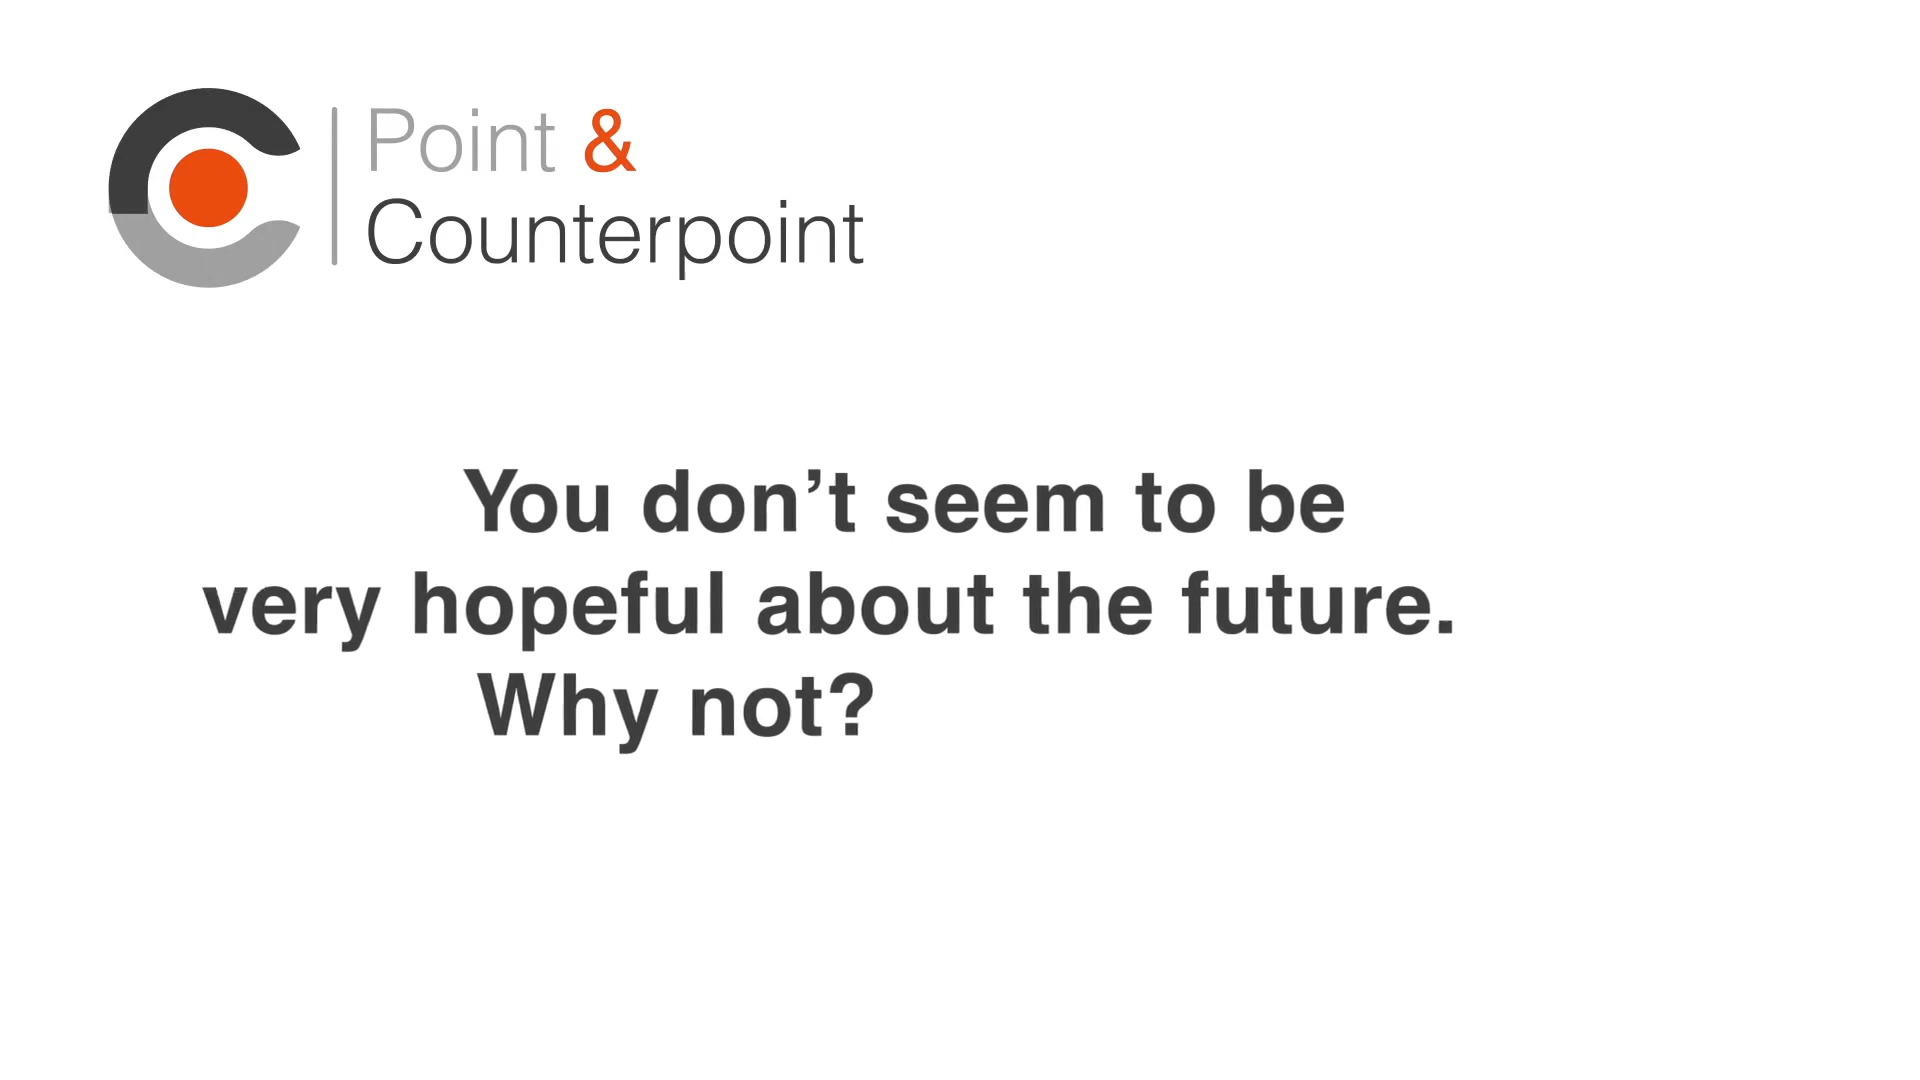 Point &
Counterpoint
You don’t seem to be
very hopeful about the future.
Why not?